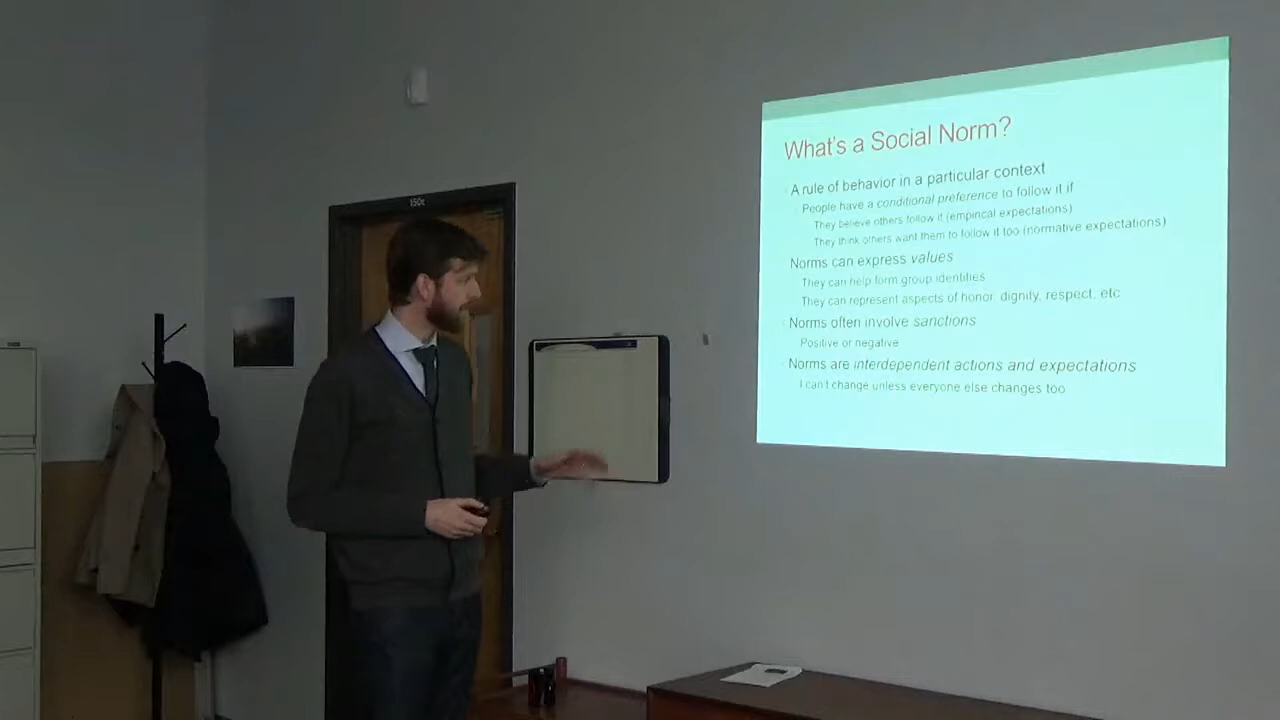 150c
What's a Social Norm?
A rule of behavior in a particular context
People have a conditional preference to follow it if
They believe others follow it (empirical expectations)
They think others want them to follow it too (normative expectations)
Norms can express values
They can help form group identities
They can represent aspects of honor, dignity, respect, etc
Norms often involve sanctions
Positive or negative
Norms are interdependent actions and expectations
I can't change unless everyone else changes too